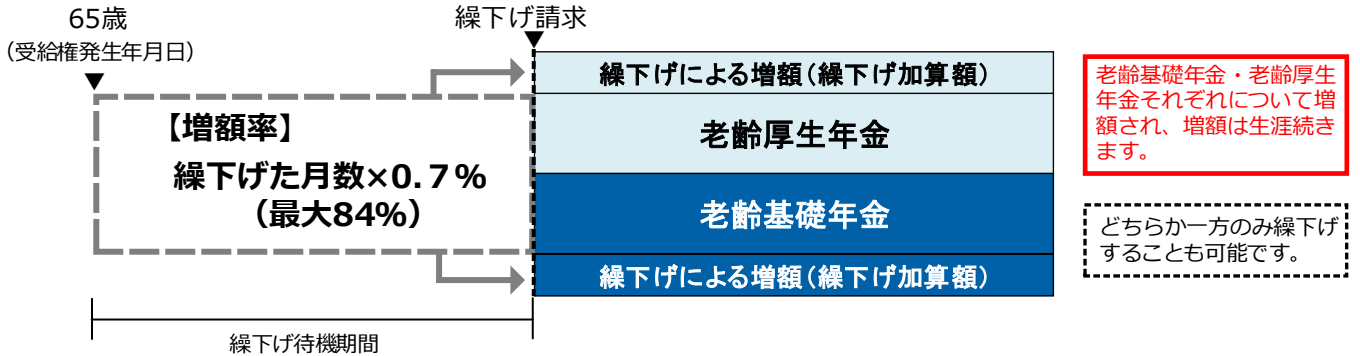 65歳
(受給権発生年月日)
繰下げ請求
【増額率】
繰下げた月数×0.7%
(最大84%)
繰下げによる増額(繰下げ加算額)
老齢厚生年金
老齢基礎年金
繰下げによる増額(繰下げ加算額)
老齢基礎年金・老齢厚生
年金それぞれについて増
額され、増額は生涯続き
ます。
どちらか一方のみ繰下げ
することも可能です。
繰下げ待機期間